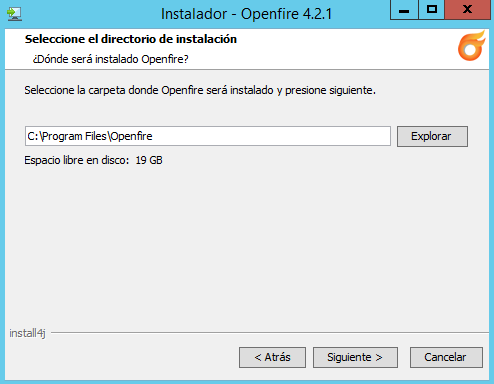 Instalador - Openfire 4.2.1
Seleccione el directorio de instalación
¿Dónde será instalado Openfire?
Seleccione la carpeta donde Openfire será instalado y presione siguiente.
C:\Program Files\Openfire
Explorar
Espacio libre en disco: 19 GB
install4j
< Atrás
Siguiente >
Cancelar